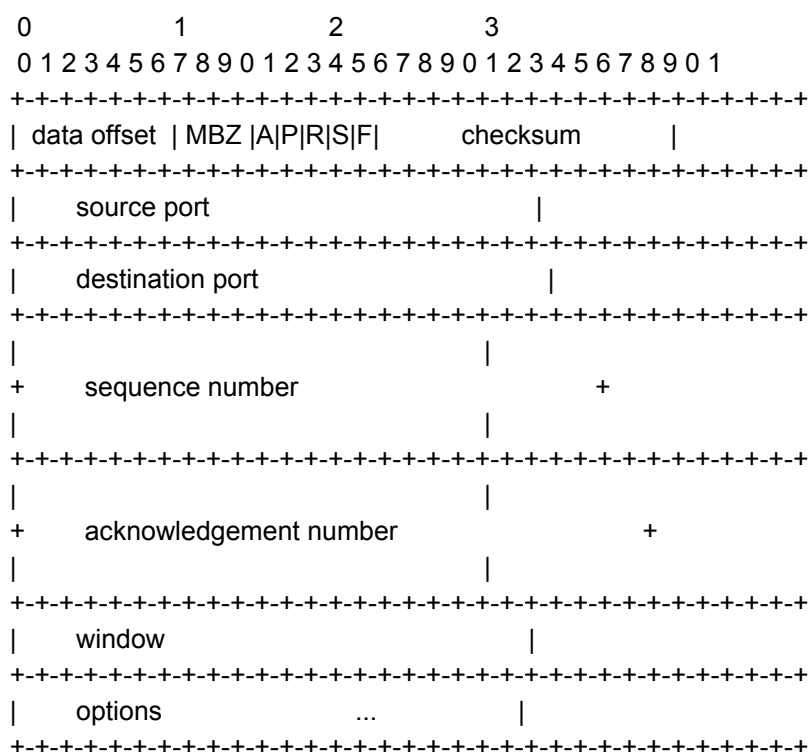 0                   1                   2                   3
0 1 2 3 4 5 6 7 8 9 0 1 2 3 4 5 6 7 8 9 0 1 2 3 4 5 6 7 8 9 0 1
+-+-+-+-+-+-+-+-+-+-+-+-+-+-+-+-+-+-+-+-+-+-+-+-+-+-+-+-+-+-+-+-+
| data offset | MBZ |A|P|R|S|F| checksum |
+-+-+-+-+-+-+-+-+-+-+-+-+-+-+-+-+-+-+-+-+-+-+-+-+-+-+-+-+-+-+-+-+
| source port |
+-+-+-+-+-+-+-+-+-+-+-+-+-+-+-+-+-+-+-+-+-+-+-+-+-+-+-+-+-+-+-+-+
| destination port |
+-+-+-+-+-+-+-+-+-+-+-+-+-+-+-+-+-+-+-+-+-+-+-+-+-+-+-+-+-+-+-+-+
| |
+ sequence number +
| |
+-+-+-+-+-+-+-+-+-+-+-+-+-+-+-+-+-+-+-+-+-+-+-+-+-+-+-+-+-+-+-+-+
| |
+ acknowledgement number +
| |
+-+-+-+-+-+-+-+-+-+-+-+-+-+-+-+-+-+-+-+-+-+-+-+-+-+-+-+-+-+-+-+-+
| window |
+-+-+-+-+-+-+-+-+-+-+-+-+-+-+-+-+-+-+-+-+-+-+-+-+-+-+-+-+-+-+-+-+
| options ... |
+-+-+-+-+-+-+-+-+-+-+-+-+-+-+-+-+-+-+-+-+-+-+-+-+-+-+-+-+-+-+-+-+